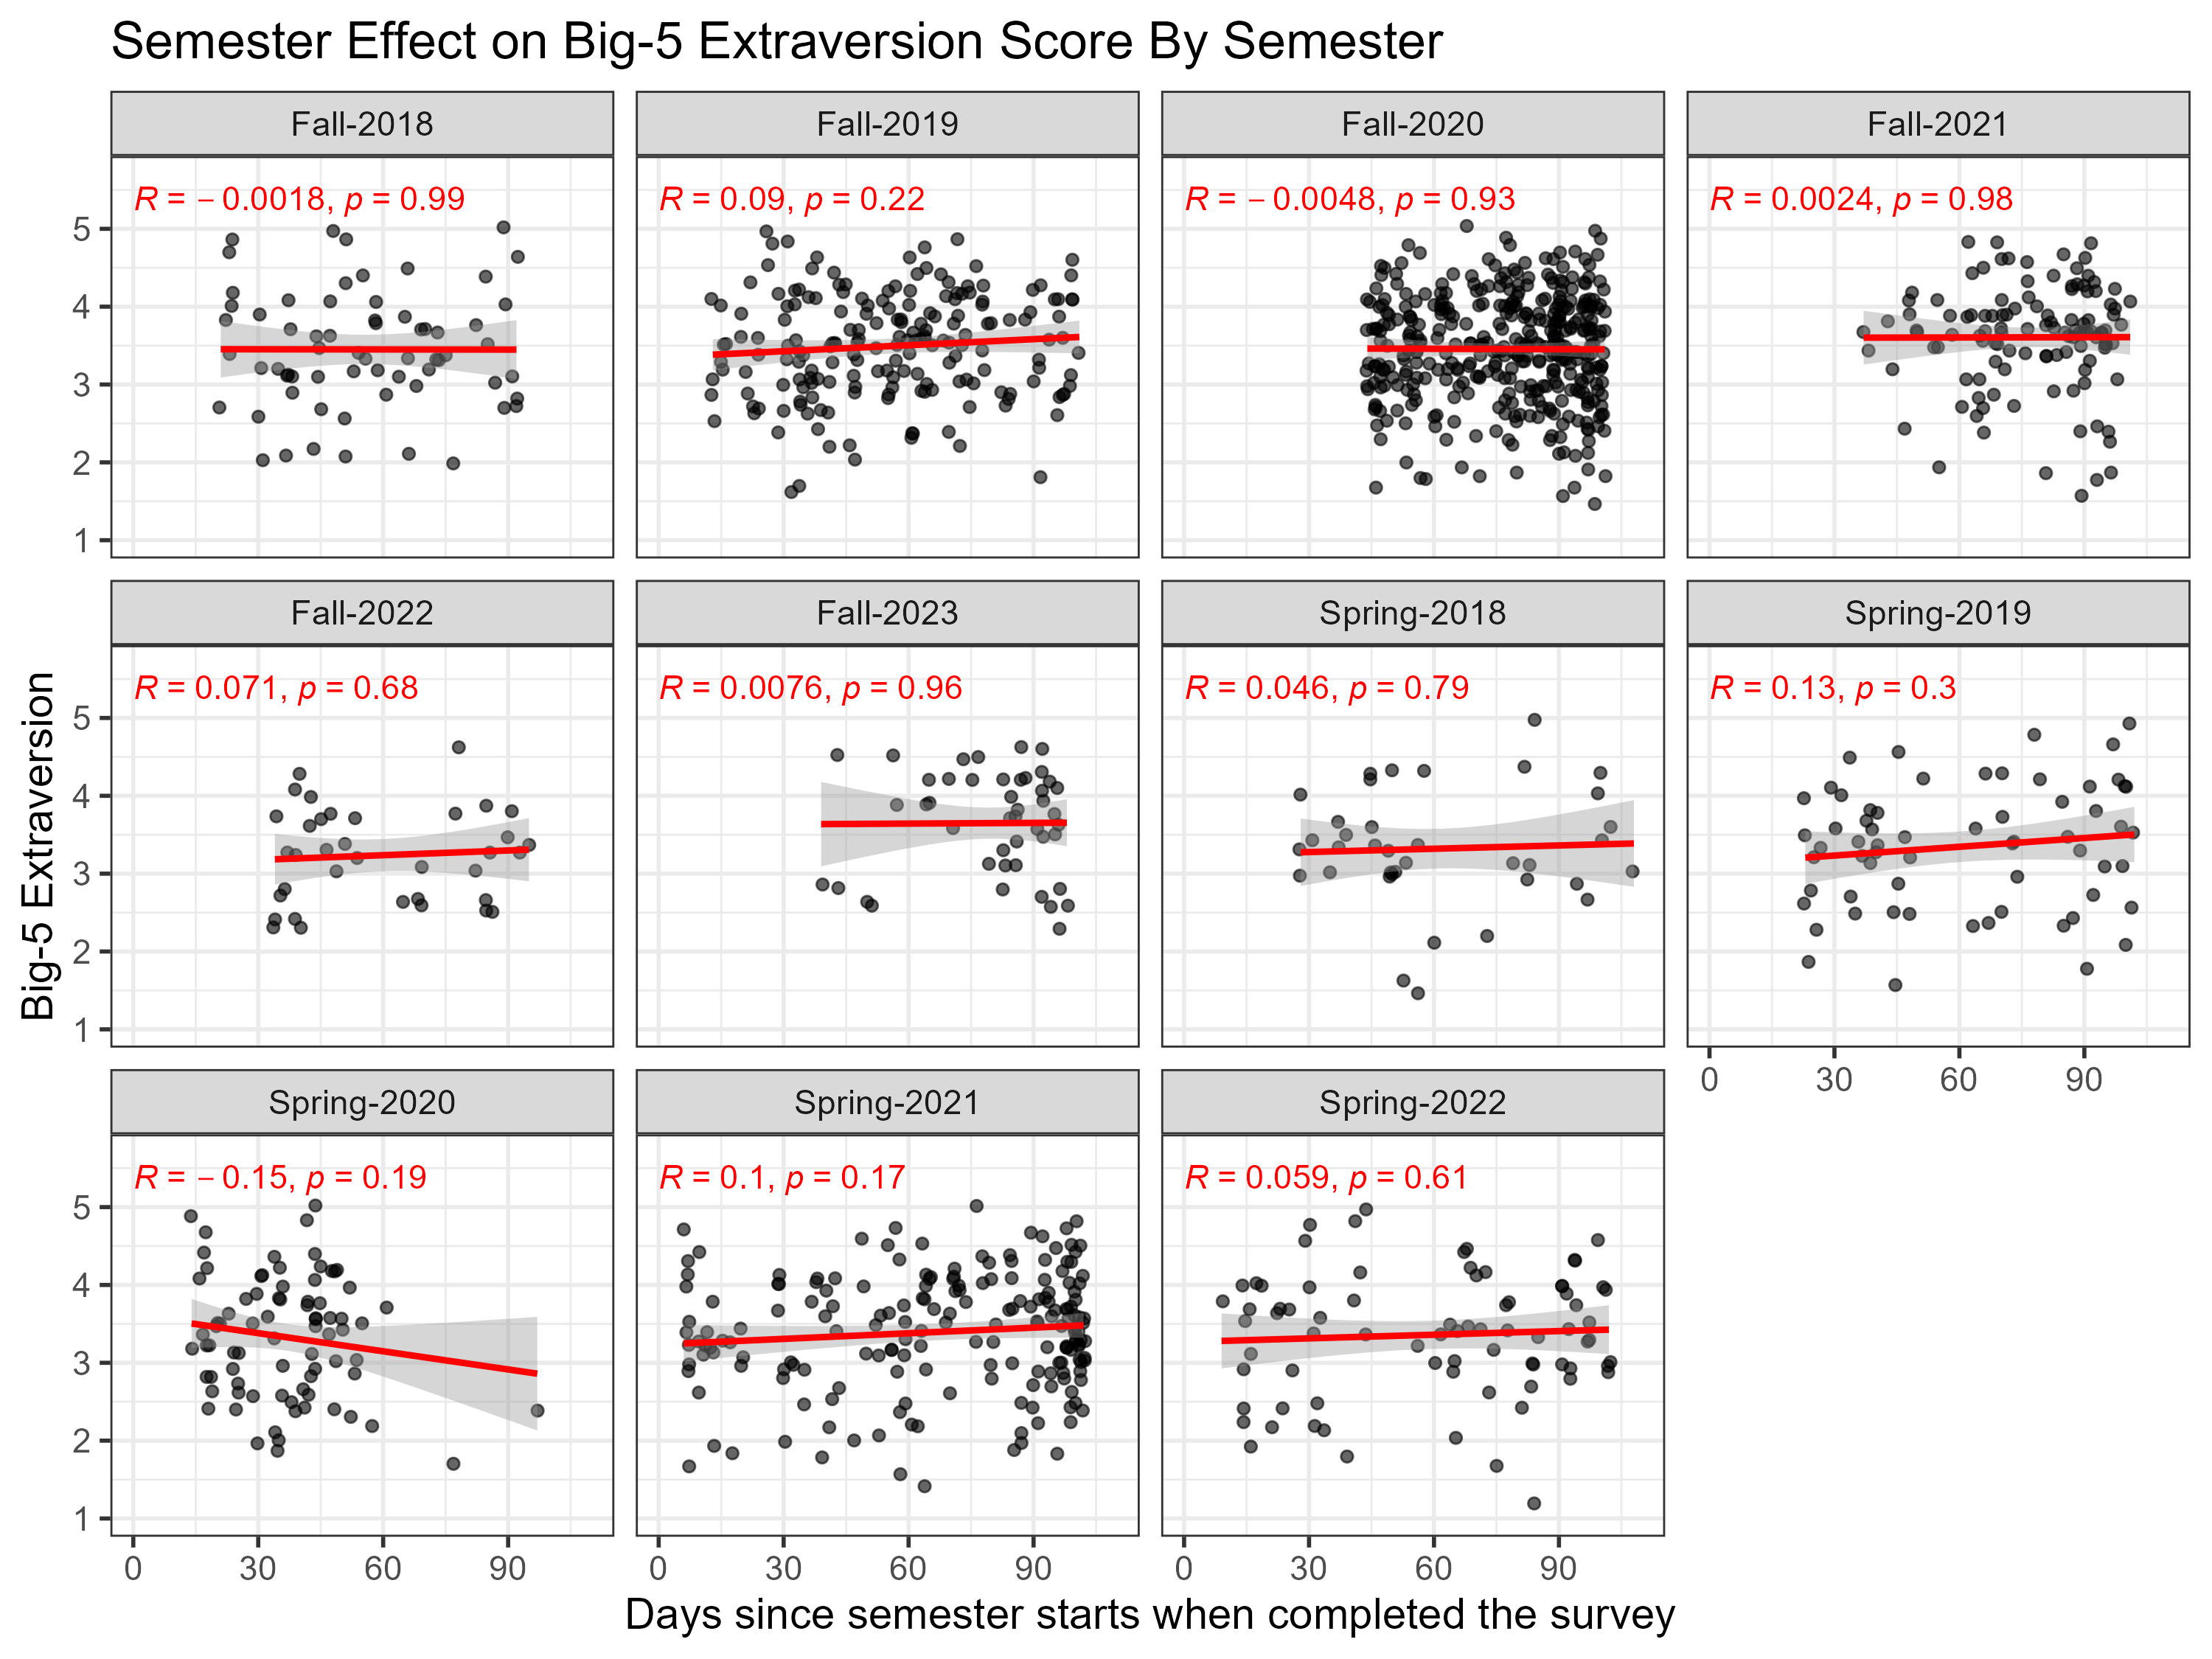 Semester Effect on Big-5 Extraversion Score By Semester
Fall-2018 Fall-2019 Fall-2020 Fall-2021
R = − 0.0018, p = 0.99 R = 0.09, p = 0.22 R = − 0.0048, p = 0.93 R = 0.0024, p = 0.98
5
4
3
2
1
Fall-2022 Fall-2023 Spring-2018 Spring-2019
R = 0.071, p = 0.68 R = 0.0076, p = 0.96 R = 0.046, p = 0.79 R = 0.13, p = 0.3
5
4
3
2
1
Big-5 Extraversion
0 30 60 90
Spring-2020 Spring-2021 Spring-2022
R = − 0.15, p = 0.19 R = 0.1, p = 0.17 R = 0.059, p = 0.61
5
4
3
2
1
0 30 60 90 0 30 60 90 0 30 60 90
Days since semester starts when completed the survey